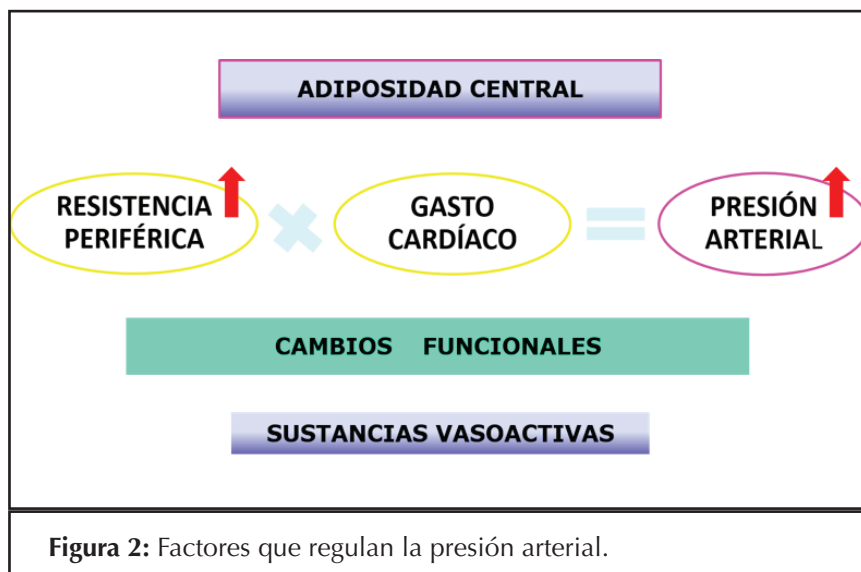 ADIPOSIDAD CENTRAL
RESISTENCIA
PERIFÉRICA
GASTO
CARDÍACO
PRESIÓN
ARTERIAL
CAMBIOS FUNCIONALES
SUSTANCIAS VASOACTIVAS
Figura 2: Factores que regulan la presión arterial.